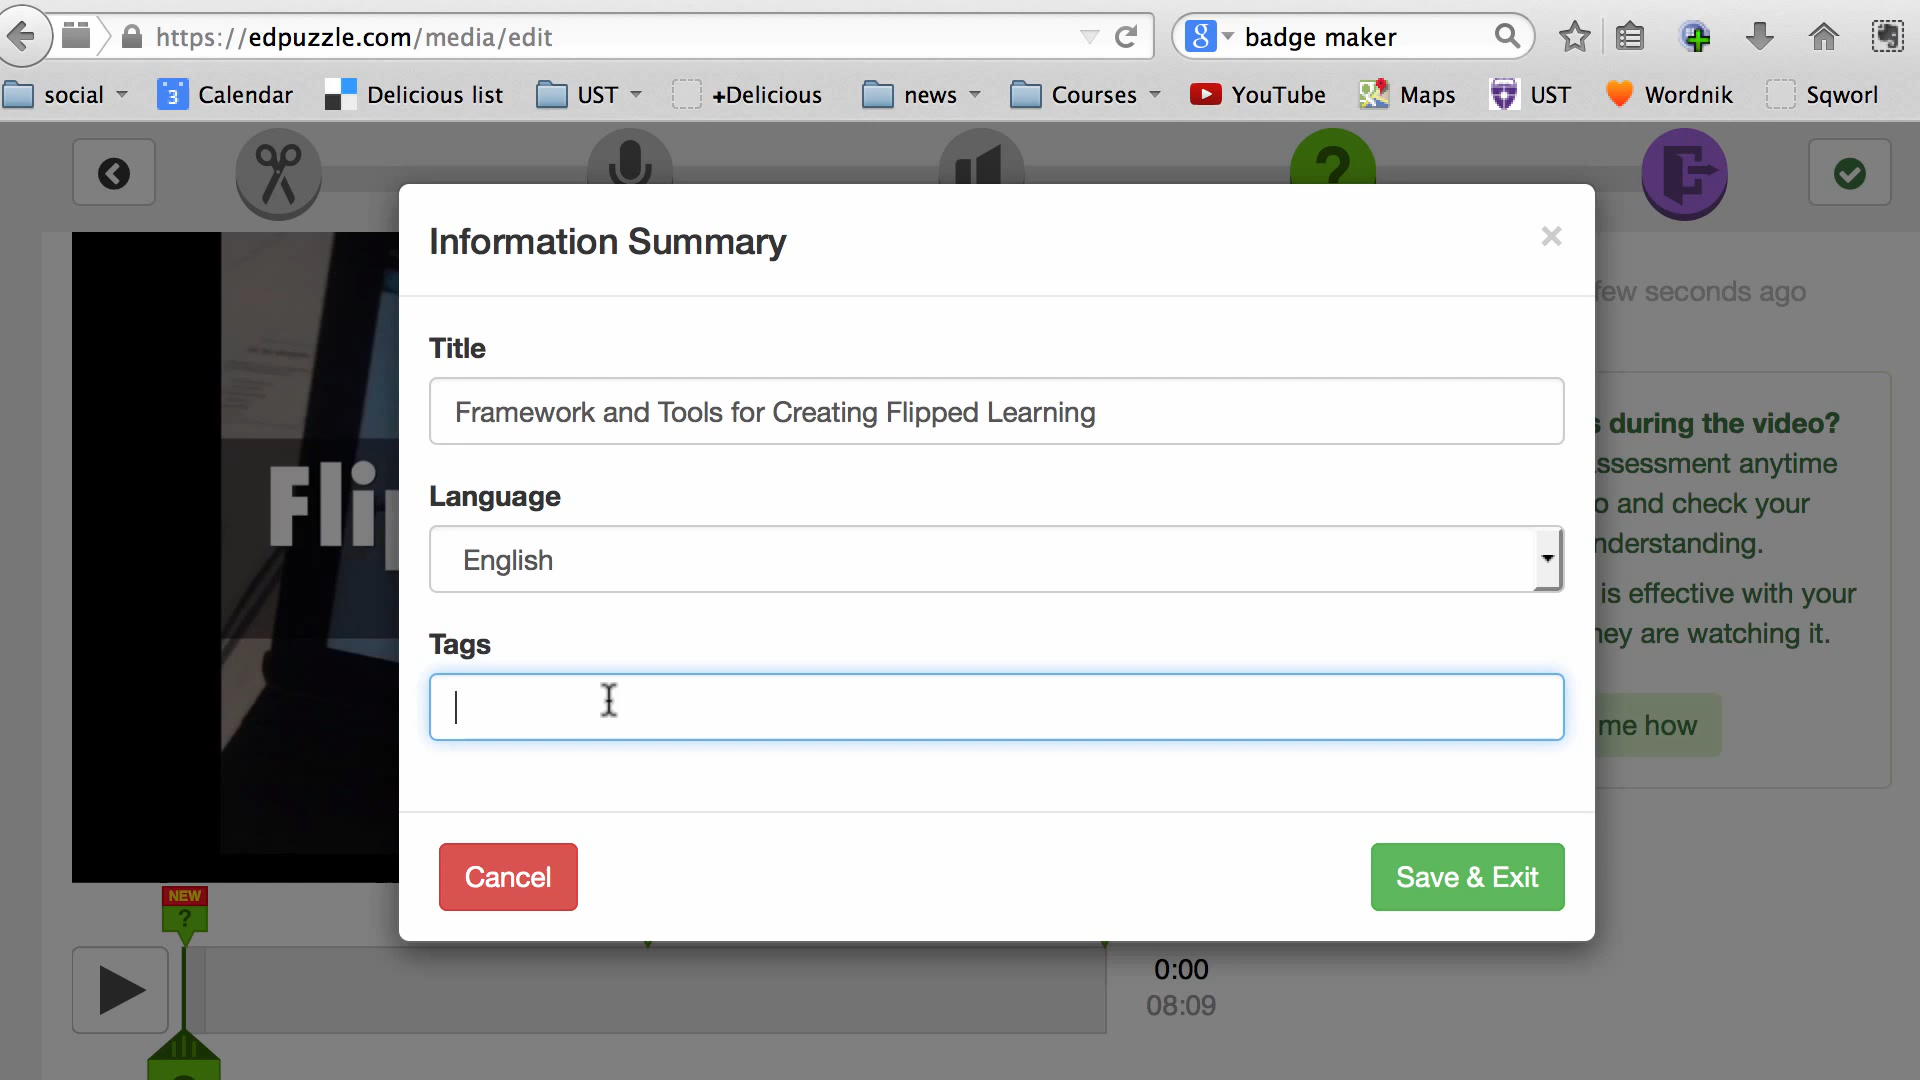 https://edpuzzle.com/media/edit
badge maker
social
3
Calendar
Delicious list
UST
+Delicious
news
Courses
YouTube
Maps
UST
Wordnik
Sqworl
Information Summary
few seconds ago
Title
Framework and Tools for Creating Flipped Learning
during the video?
ssessment anytime
Language
and check your
English
nderstanding.
is effective with your
hey are watching it.
Tags
me how
Flip
Cancel
Save & Exit
NEW
?
0:00
08:09